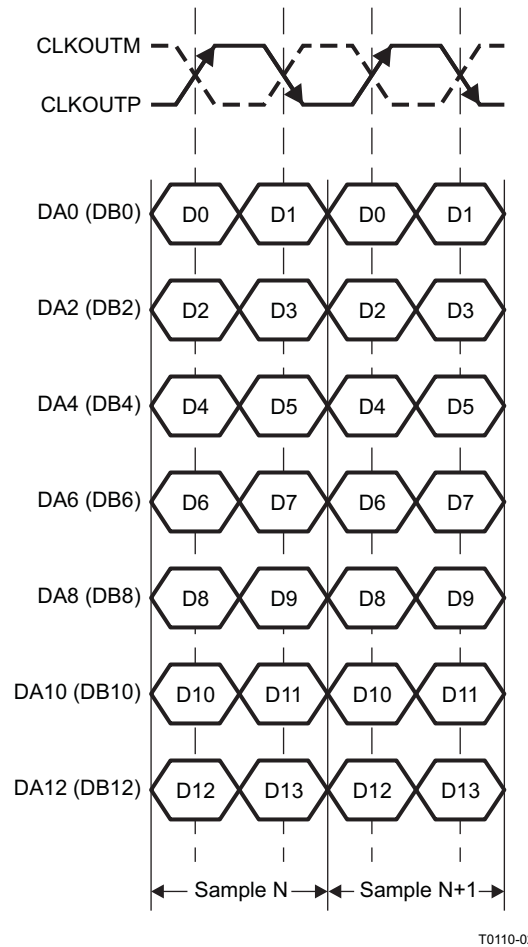 CLKOUTM
CLKOUTP
DA0 (DB0) D0 D1 D0 D1
DA2 (DB2) D2 D3 D2 D3
DA4 (DB4) D4 D5 D4 D5
DA6 (DB6) D6 D7 D6 D7
DA8 (DB8) D8 D9 D8 D9
DA10 (DB10) D10 D11 D10 D11
DA12 (DB12) D12 D13 D12 D13
Sample N Sample N+1